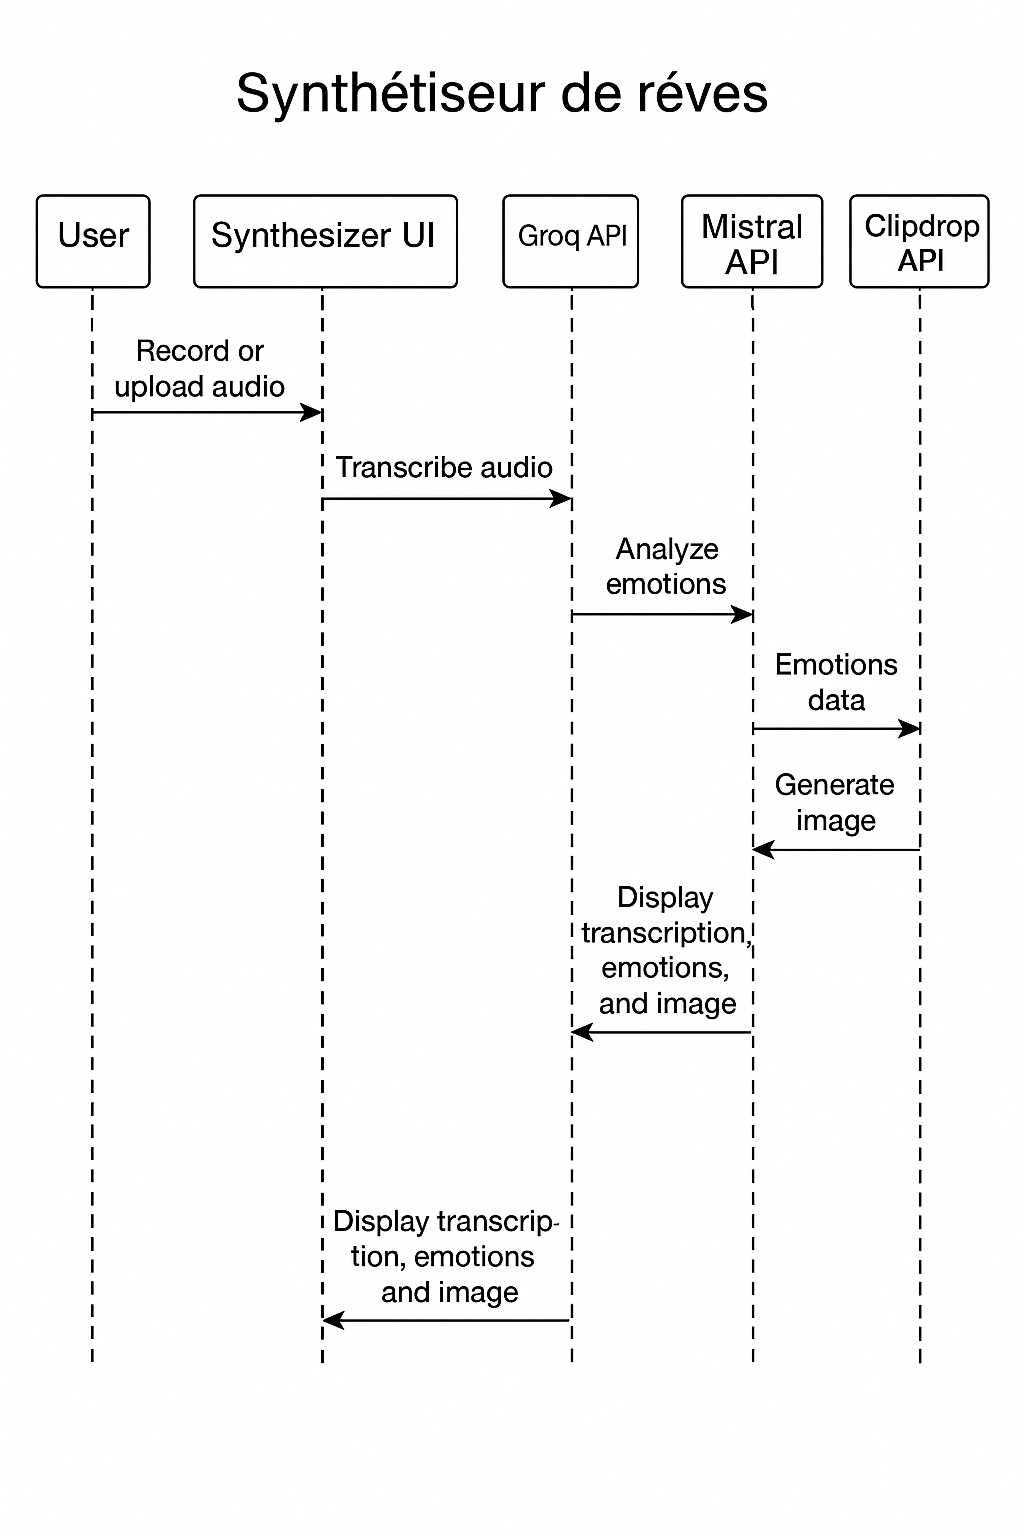 Synthétiseur de réves
User
Synthesizer UI
Groq API
Mistral
API
Clipdrop
API
Record or
upload audio
Transcribe audio
Analyze
emotions
Emotions
data
Generate
image
Display
transcription,
emotions,
and image
Display transcrip-
tion, emotions
and image